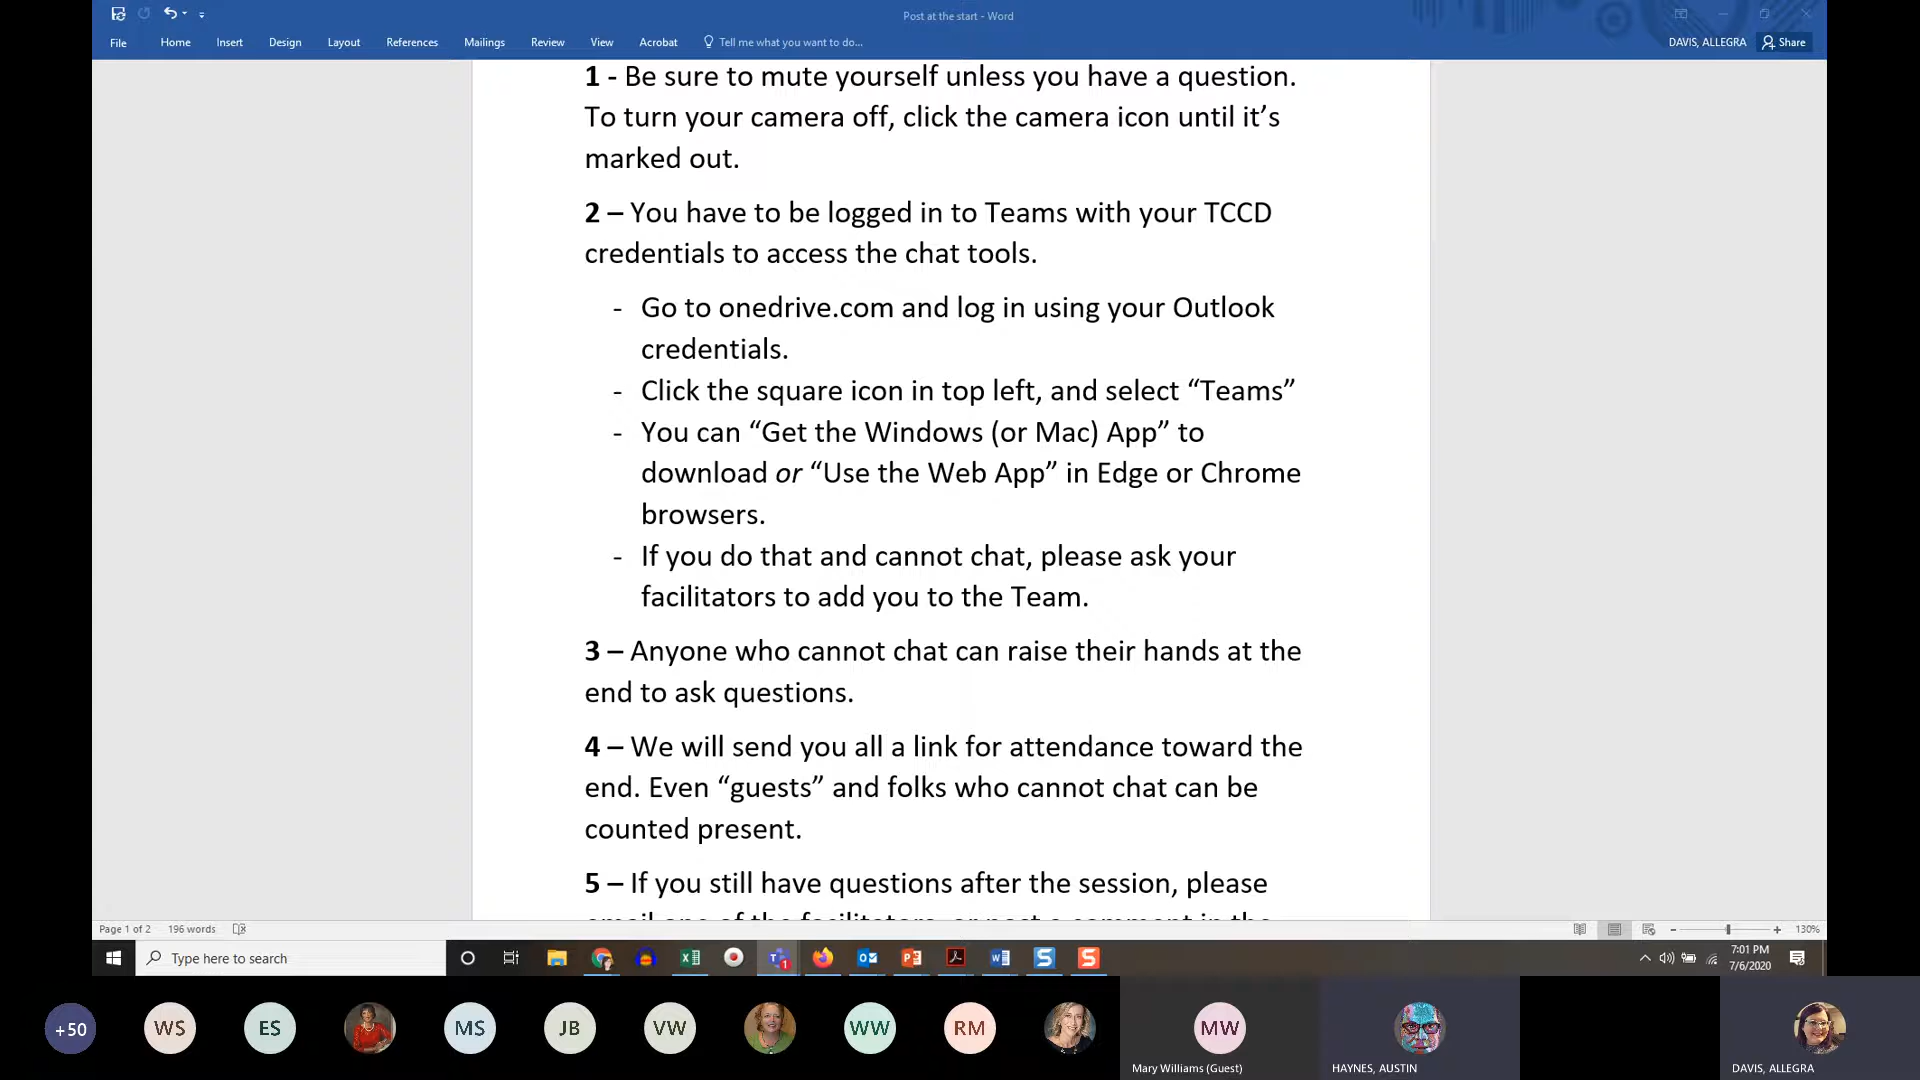 Post at the start - Word
File Home Insert Design Layout References Mailings Review View Acrobat Tell me what you want to do... DAVIS, ALLEGRA Share
1 - Be sure to mute yourself unless you have a question.
To turn your camera off, click the camera icon until it’s
marked out.
2 – You have to be logged in to Teams with your TCCD
credentials to access the chat tools.
- Go to onedrive.com and log in using your Outlook
credentials.
- Click the square icon in top left, and select “Teams”
- You can “Get the Windows (or Mac) App” to
download or “Use the Web App” in Edge or Chrome
browsers.
- If you do that and cannot chat, please ask your
facilitators to add you to the Team.
3 – Anyone who cannot chat can raise their hands at the
end to ask questions.
4 – We will send you all a link for attendance toward the
end. Even “guests” and folks who cannot chat can be
counted present.
5 – If you still have questions after the session, please
email one of the facilitators, or post a comment in the
Page 1 of 2 196 words 130%
Type here to search
7:01 PM
7/6/2020
+50 WS ES MS JB VW WW RM MW
Mary Williams (Guest) HAYNES, AUSTIN DAVIS, ALLEGRA